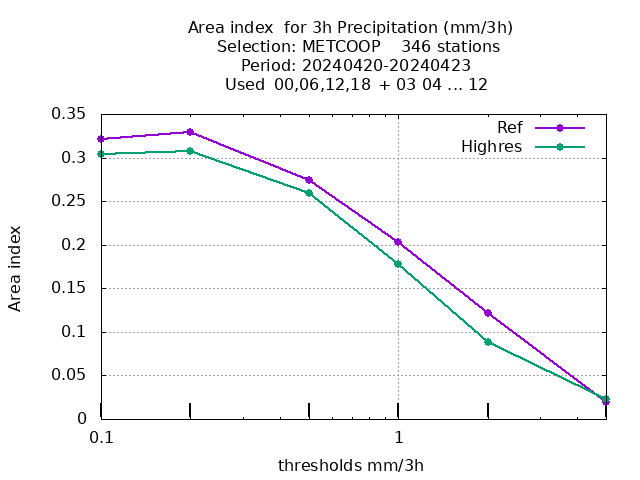 Area index  for 3h Precipitation (mm/3h)
Selection: METCOOP    346 stations
Period: 20240420-20240423
Used  00,06,12,18 + 03 04 ... 12
Ref
Highres
0.35
0.3
0.25
0.2
0.15
0.1
0.05
0
Area index
0.1
1
thresholds mm/3h